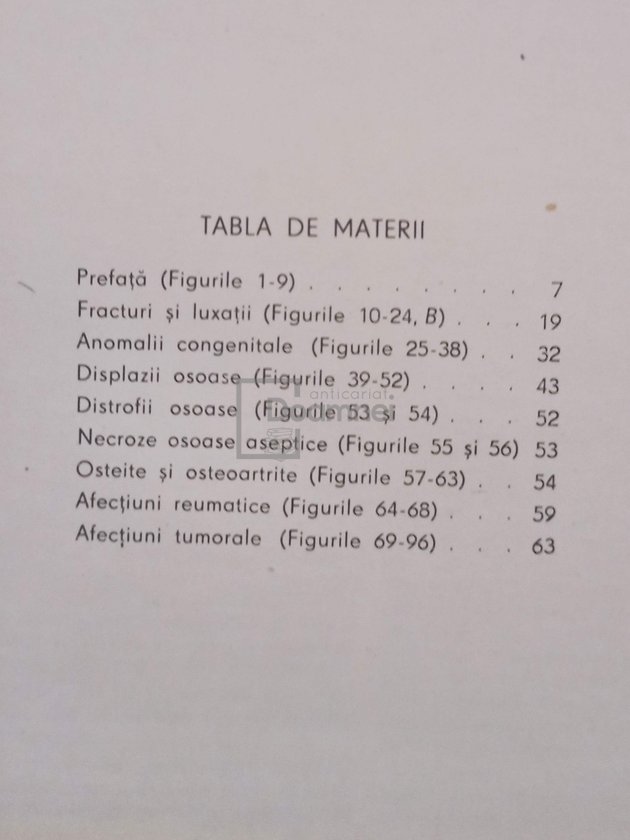 TABLA DE MATERII
Prefață (Figurile 1-9) . . . . . . . . 7
Fracturi și luxații (Figurile 10-24, B) . . . 19
Anomalii congenitale (Figurile 25-38) . . 32
Displazii osoase (Figurile 39-52) . . . . 43
anticariat
Distrofii osoase (Figurile 53 și 54) . . . 52
Necroze osoase aseptice (Figurile 55 și 56) 53
Osteite și osteoartrite (Figurile 57-63) . . 54
Afecțiuni reumatice (Figurile 64-68) . . . 59
Afecțiuni tumorale (Figurile 69-96) . . . 63